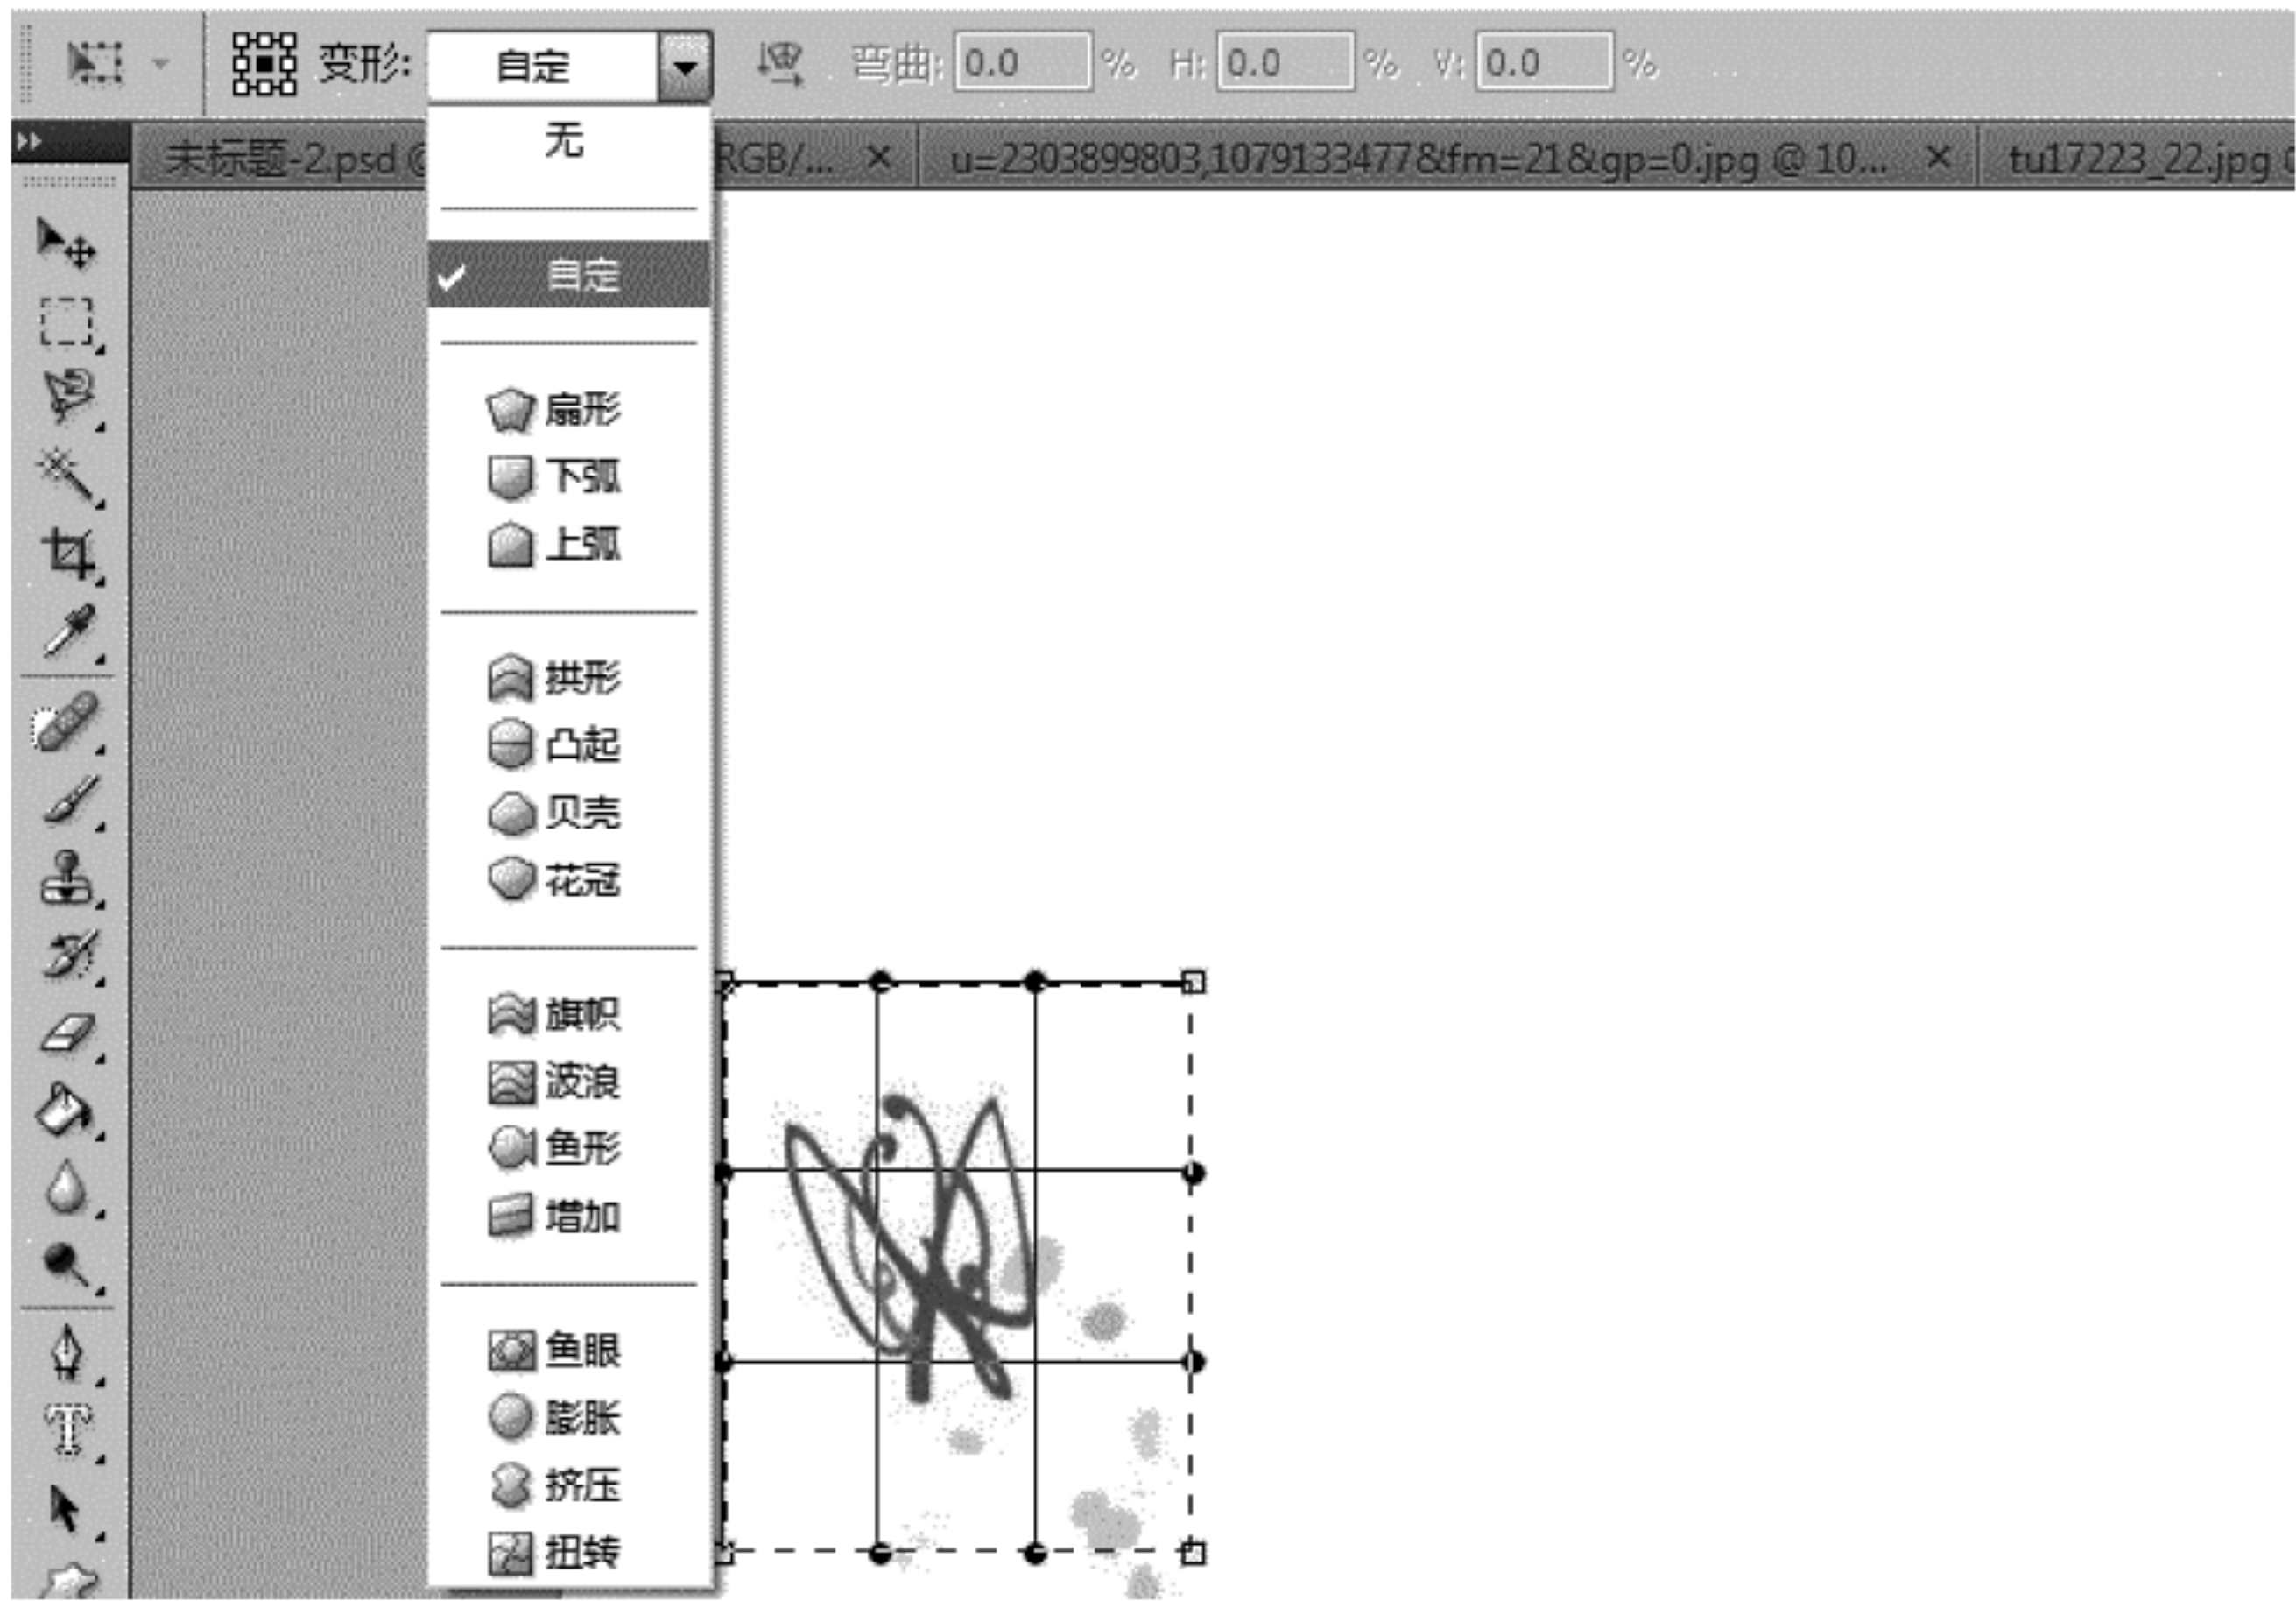 变形: 自定 弯曲: 0.0 % H: 0.0 % V: 0.0 %
未标题-2.psd @ RGB/... × u=2303899803,1079133477&fm=21&gp=0.jpg @ 10... × tu17223_22.jpg
无
自定
扇形
下弧
上弧
拱形
凸起
贝壳
花冠
旗帜
波浪
鱼形
增加
鱼眼
膨胀
挤压
扭转